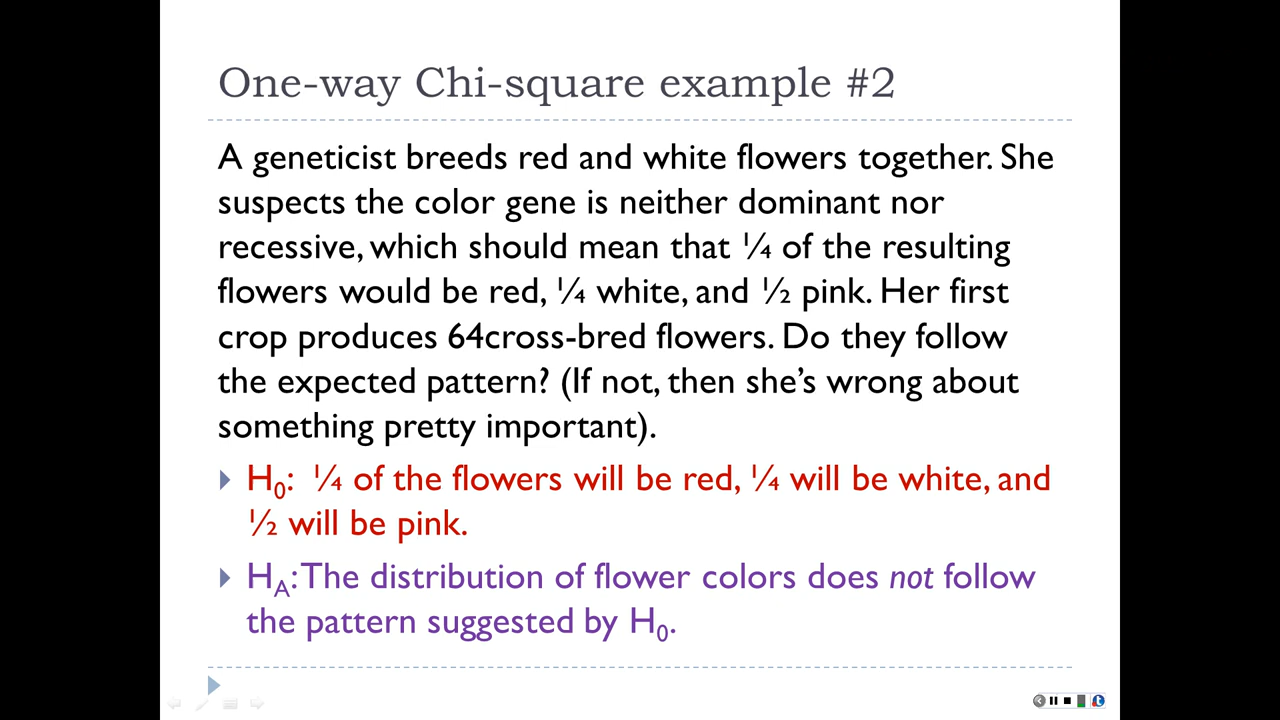 One-way Chi-square example #2
A geneticist breeds red and white flowers together. She
suspects the color gene is neither dominant nor
recessive, which should mean that ¼ of the resulting
flowers would be red, ¼ white, and ½ pink. Her first
crop produces 64cross-bred flowers. Do they follow
the expected pattern? (If not, then she's wrong about
something pretty important).
H₀: ¼ of the flowers will be red, ¼ will be white, and
½ will be pink.
H_A: The distribution of flower colors does not follow
the pattern suggested by H₀.